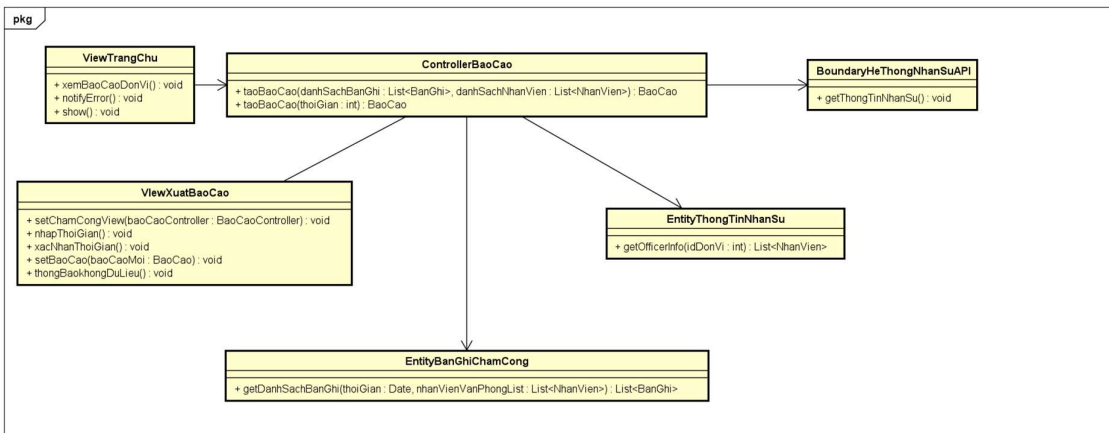 pkg
ViewTrangChu
+ xemBaoCaoDonVi() : void
+ notifyError() : void
+ show() : void
ControllerBaoCao
+ taoBaoCao(danhSachBanGhi : List<BanGhi>, danhSachNhanVien : List<NhanVien>) : BaoCao
+ taoBaoCao(thoiGian : int) : BaoCao
BoundaryHeThongNhanSuAPI
+ getThongTinNhanSu() : void
VIewXuatBaoCao
+ setChamCongView(baoCaoController : BaoCaoController) : void
+ nhapThoiGian() : void
+ xacNhanThoiGian() : void
+ setBaoCao(baoCaoMoi : BaoCao) : void
+ thongBaokhongDuLieu() : void
EntityThongTinNhanSu
+ getOfficerInfo(idDonVi : int) : List<NhanVien>
EntityBanGhiChamCong
+ getDanhSachBanGhi(thoiGian : Date, nhanVienVanPhongList : List<NhanVien>) : List<BanGhi>